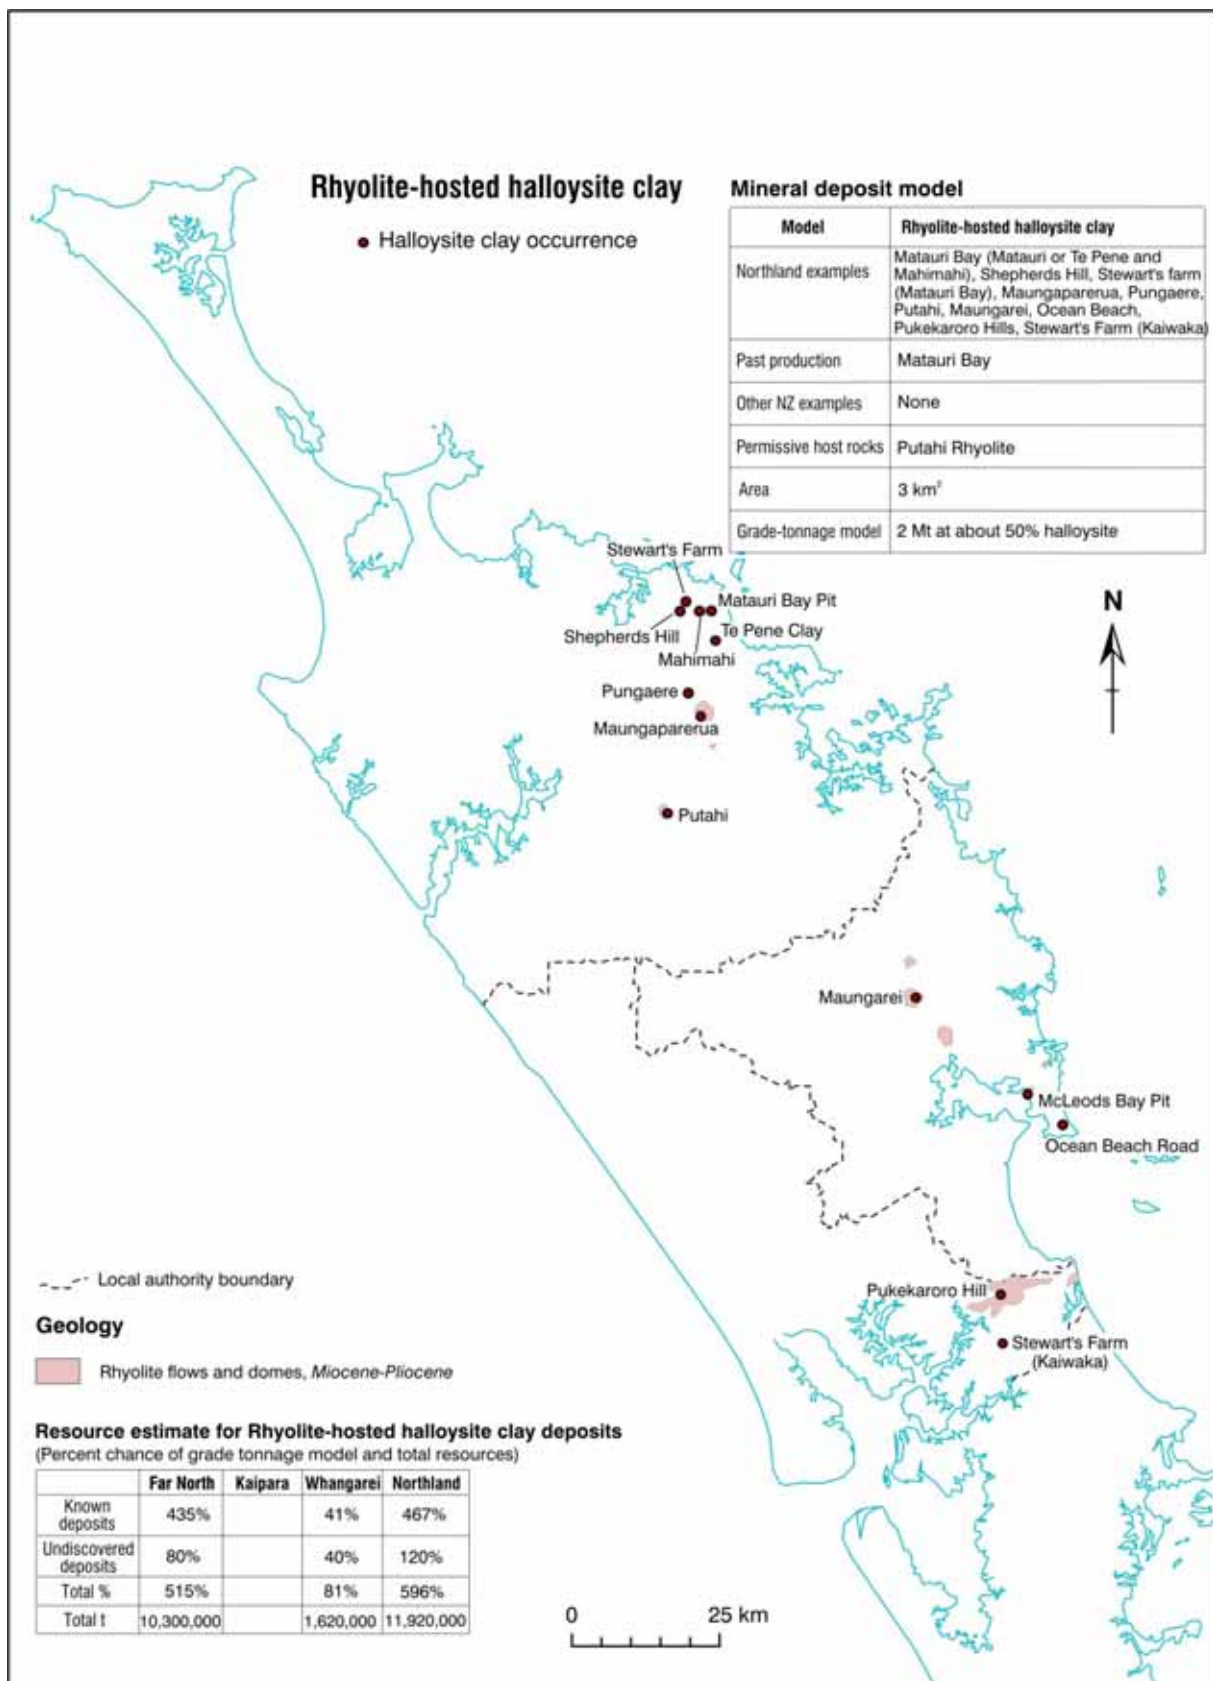 Rhyolite-hosted halloysite clay
Halloysite clay occurrence
Mineral deposit model
Model Rhyolite-hosted halloysite clay
Northland examples Matauri Bay (Matauri or Te Pene and
Mahimahi), Shepherds Hill, Stewart's farm
(Matauri Bay), Maungaparerua, Pungaere,
Putahi, Maungarei, Ocean Beach,
Pukekaroro Hills, Stewart's Farm (Kaiwaka)
Past production Matauri Bay
Other NZ examples None
Permissive host rocks Putahi Rhyolite
Area 3 km²
Grade-tonnage model 2 Mt at about 50% halloysite
Stewart's Farm
Matauri Bay Pit
Shepherds Hill
Te Pene Clay
Mahimahi
Pungaere
Maungaparerua
Putahi
N
Maungarei
McLeods Bay Pit
Ocean Beach Road
Pukekaroro Hill
Stewart's Farm
(Kaiwaka)
Local authority boundary
Geology
Rhyolite flows and domes, Miocene-Pliocene
Resource estimate for Rhyolite-hosted halloysite clay deposits
(Percent chance of grade tonnage model and total resources)
Far North Kaipara Whangarei Northland
Known
deposits 435% 41% 467%
Undiscovered
deposits 80% 40% 120%
Total % 515% 81% 596%
Total t 10,300,000 1,620,000 11,920,000
0 25 km